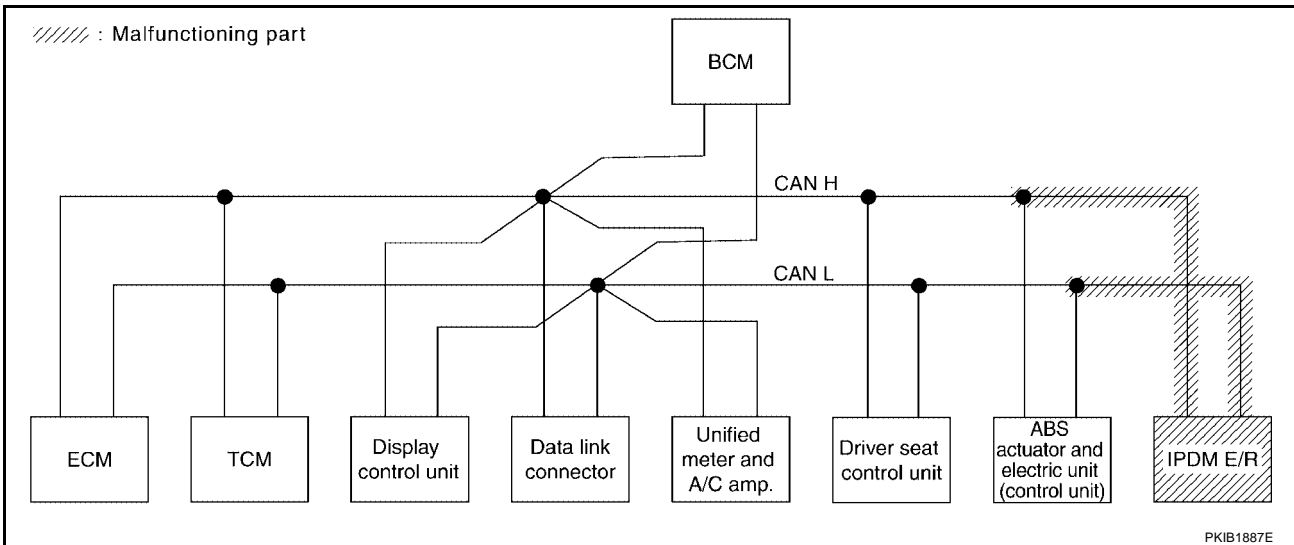 : Malfunctioning part
BCM
CAN H
CAN L
ECM
TCM
Display
control unit
Data link
connector
Unified
meter and
A/C amp.
Driver seat
control unit
ABS
actuator and
electric unit
(control unit)
IPDM E/R
PKIB1887E